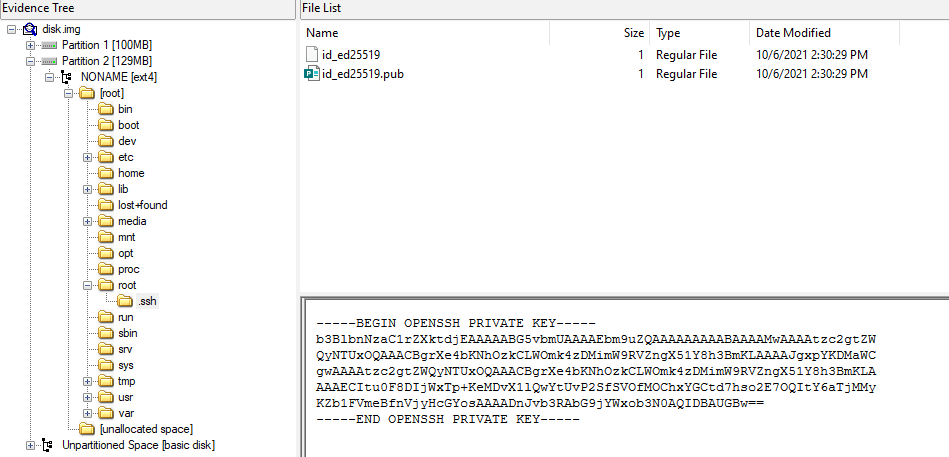 Evidence Tree
disk.img
Partition 1 [100MB]
Partition 2 [129MB]
NONAME [ext4]
[root]
bin
boot
dev
etc
home
lib
lost+found
media
mnt
opt
proc
root
.ssh
run
sbin
srv
sys
tmp
usr
var
[unallocated space]
Unpartitioned Space [basic disk]
File List
Name Size Type Date Modified
id_ed25519 1 Regular File 10/6/2021 2:30:29 PM
id_ed25519.pub 1 Regular File 10/6/2021 2:30:29 PM
-----BEGIN OPENSSH PRIVATE KEY-----
b3BlbnNzaC1rZXktdjEAAAAABG5vbmUAAAAEbm9uZQAAAAAAAAABAAAAMwAAAAtzc2gtZW
QyNTUxOQAAACBgrXe4bKNhOzkCLWOmk4zDMimW9RVZngX51Y8h3BmKLAAAAJgxpYKDMaWC
gwAAAAtzc2gtZWQyNTUxOQAAACBgrXe4bKNhOzkCLWOmk4zDMimW9RVZngX51Y8h3BmKLA
AAAECItu0F8DIjWxTp+KeMDvX1lQwYtUvP2SfSVOfMOChxYGCtd7hso2E7OQItY6aTjMMy
KZb1FVmeBfnVjyHcGYosAAAADnJvb3RAbG9jYWxob3N0AQIDBAUGBw==
-----END OPENSSH PRIVATE KEY-----